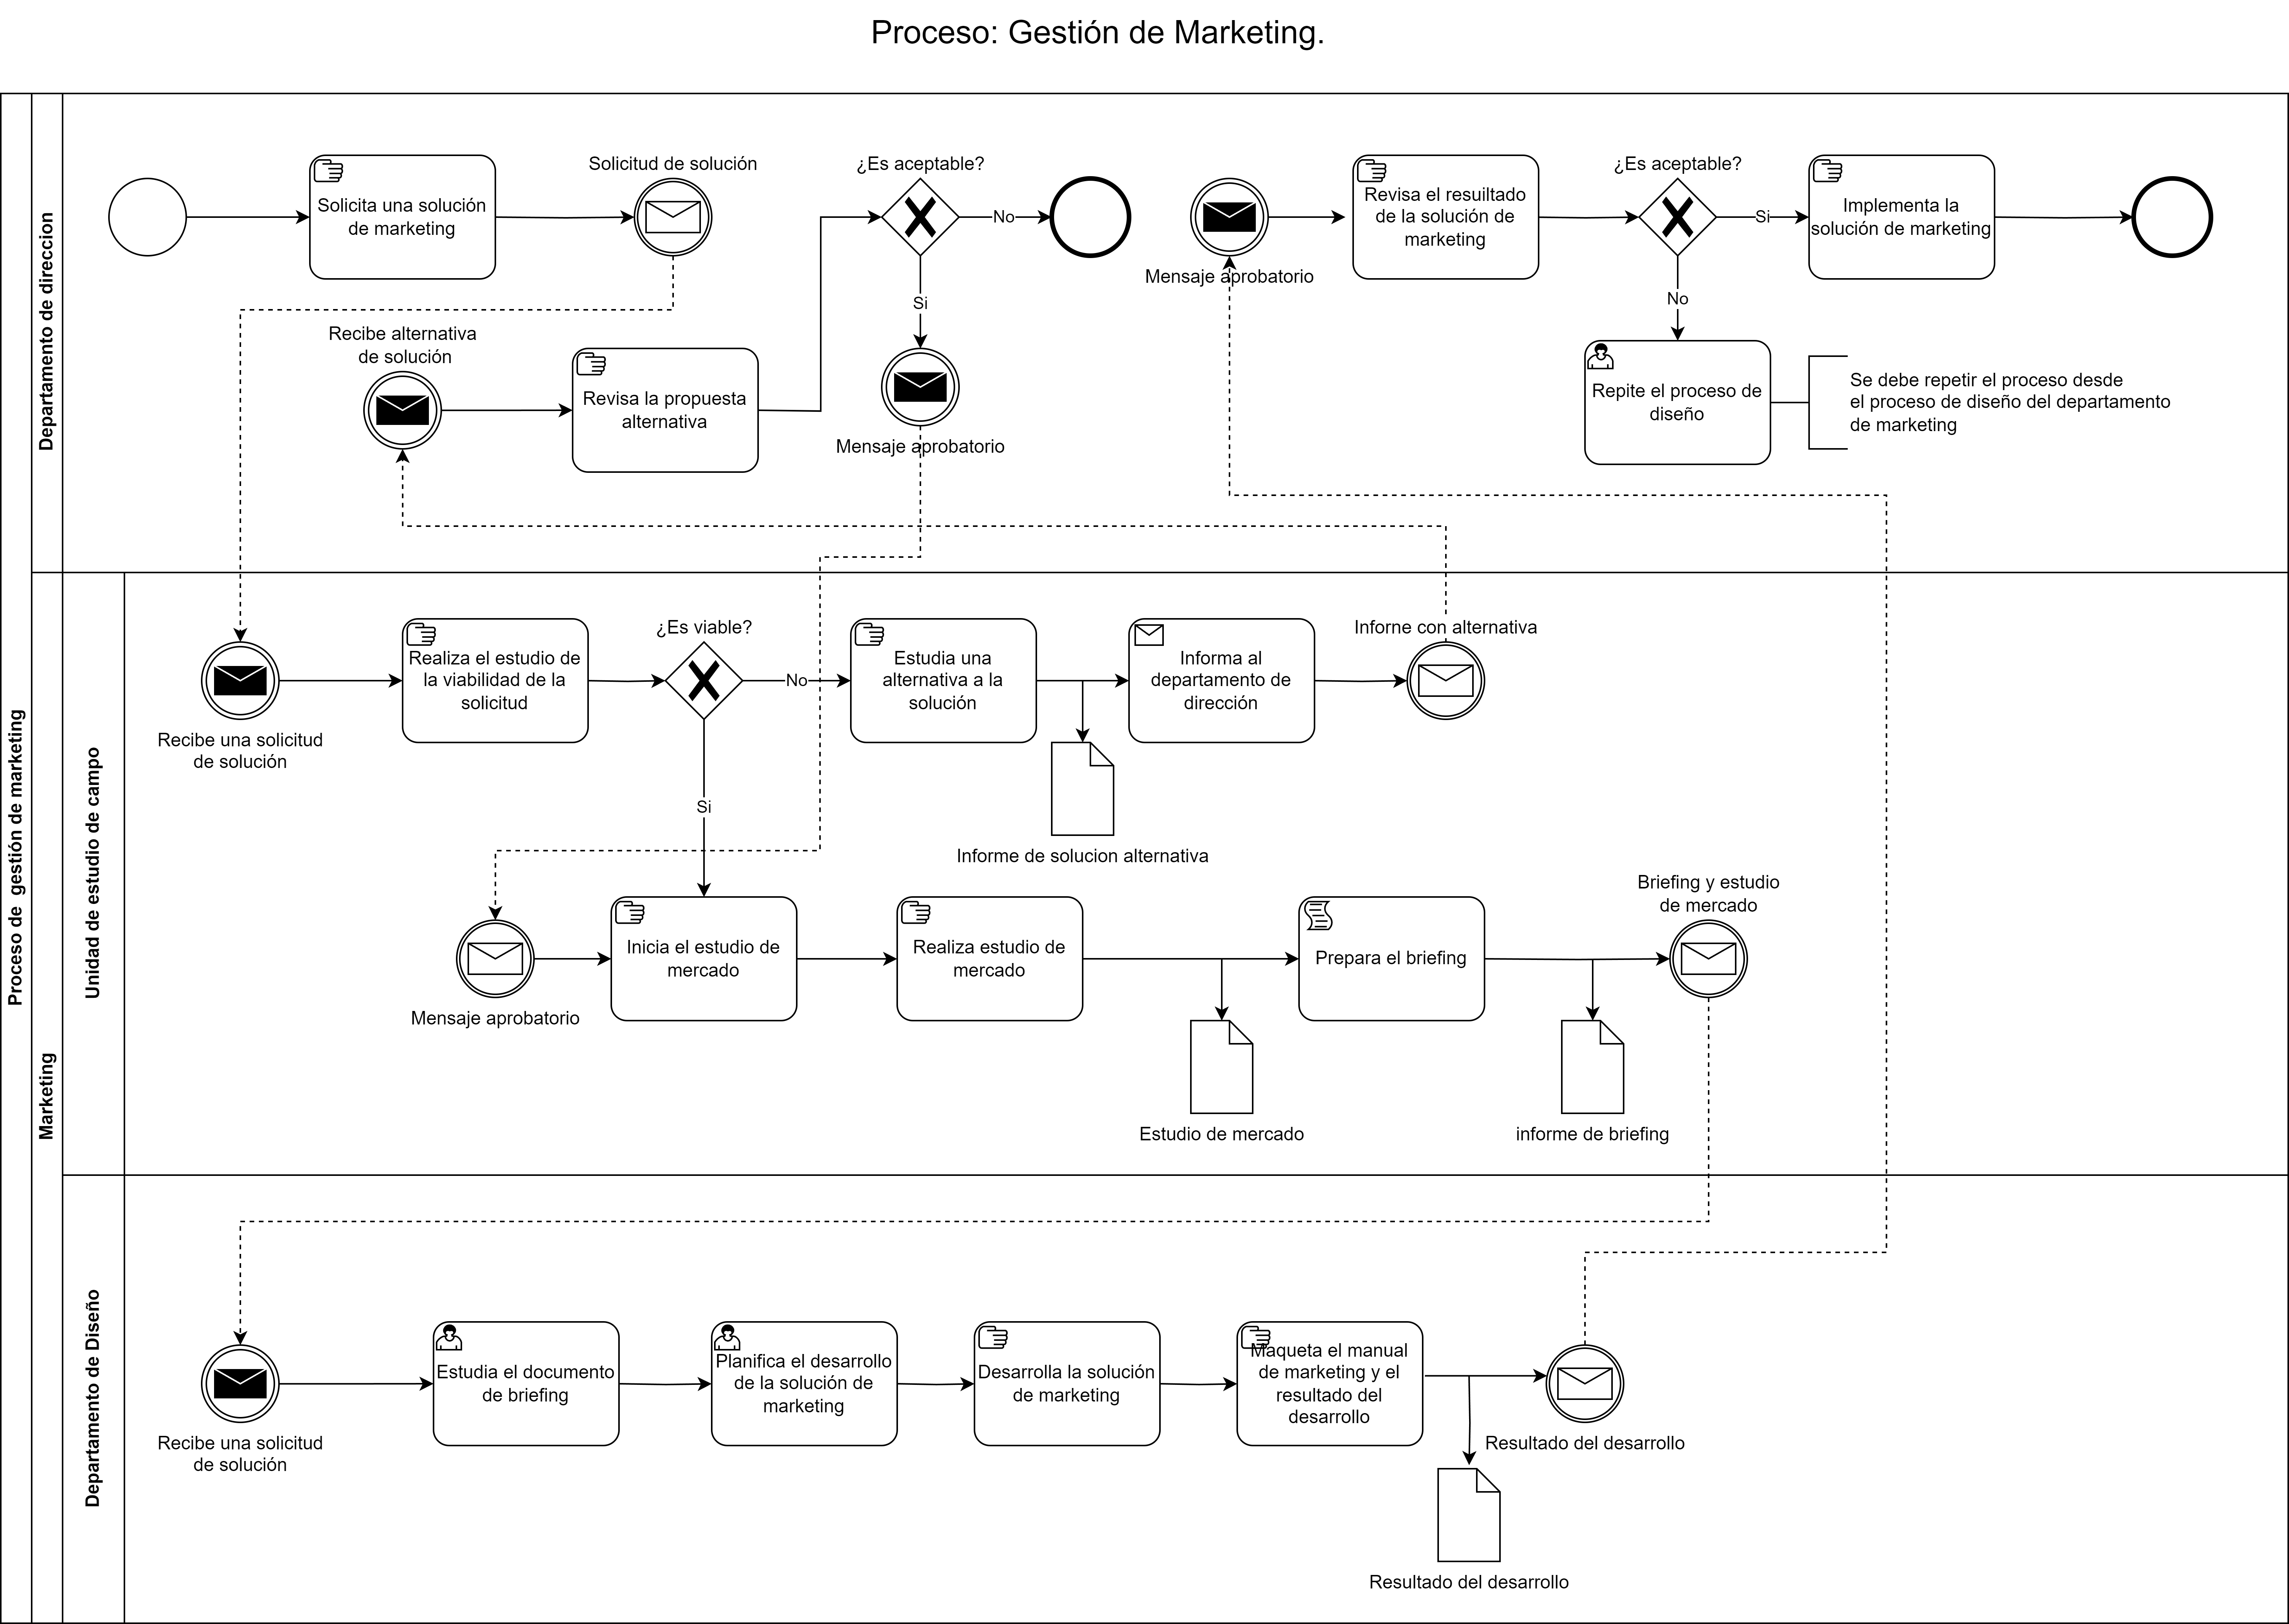 Proceso: Gestión de Marketing.
Proceso de gestión de marketing
Departamento de direccion
Solicita una solución
de marketing
Solicitud de solución
¿Es aceptable?
No
Si
Mensaje aprobatorio
Recibe alternativa
de solución
Revisa la propuesta
alternativa
Mensaje aprobatorio
Revisa el resuiltado
de la solución de
marketing
¿Es aceptable?
Si
No
Implementa la
solución de marketing
Repite el proceso de
diseño
Se debe repetir el proceso desde
el proceso de diseño del departamento
de marketing
Marketing
Unidad de estudio de campo
Recibe una solicitud
de solución
Realiza el estudio de
la viabilidad de la
solicitud
¿Es viable?
No
Si
Estudia una
alternativa a la
solución
Informe de solucion alternativa
Informa al
departamento de
dirección
Inforne con alternativa
Mensaje aprobatorio
Inicia el estudio de
mercado
Realiza estudio de
mercado
Estudio de mercado
Prepara el briefing
informe de briefing
Briefing y estudio
de mercado
Departamento de Diseño
Recibe una solicitud
de solución
Estudia el documento
de briefing
Planifica el desarrollo
de la solución de
marketing
Desarrolla la solución
de marketing
Maqueta el manual
de marketing y el
resultado del
desarrollo
Resultado del desarrollo
Resultado del desarrollo